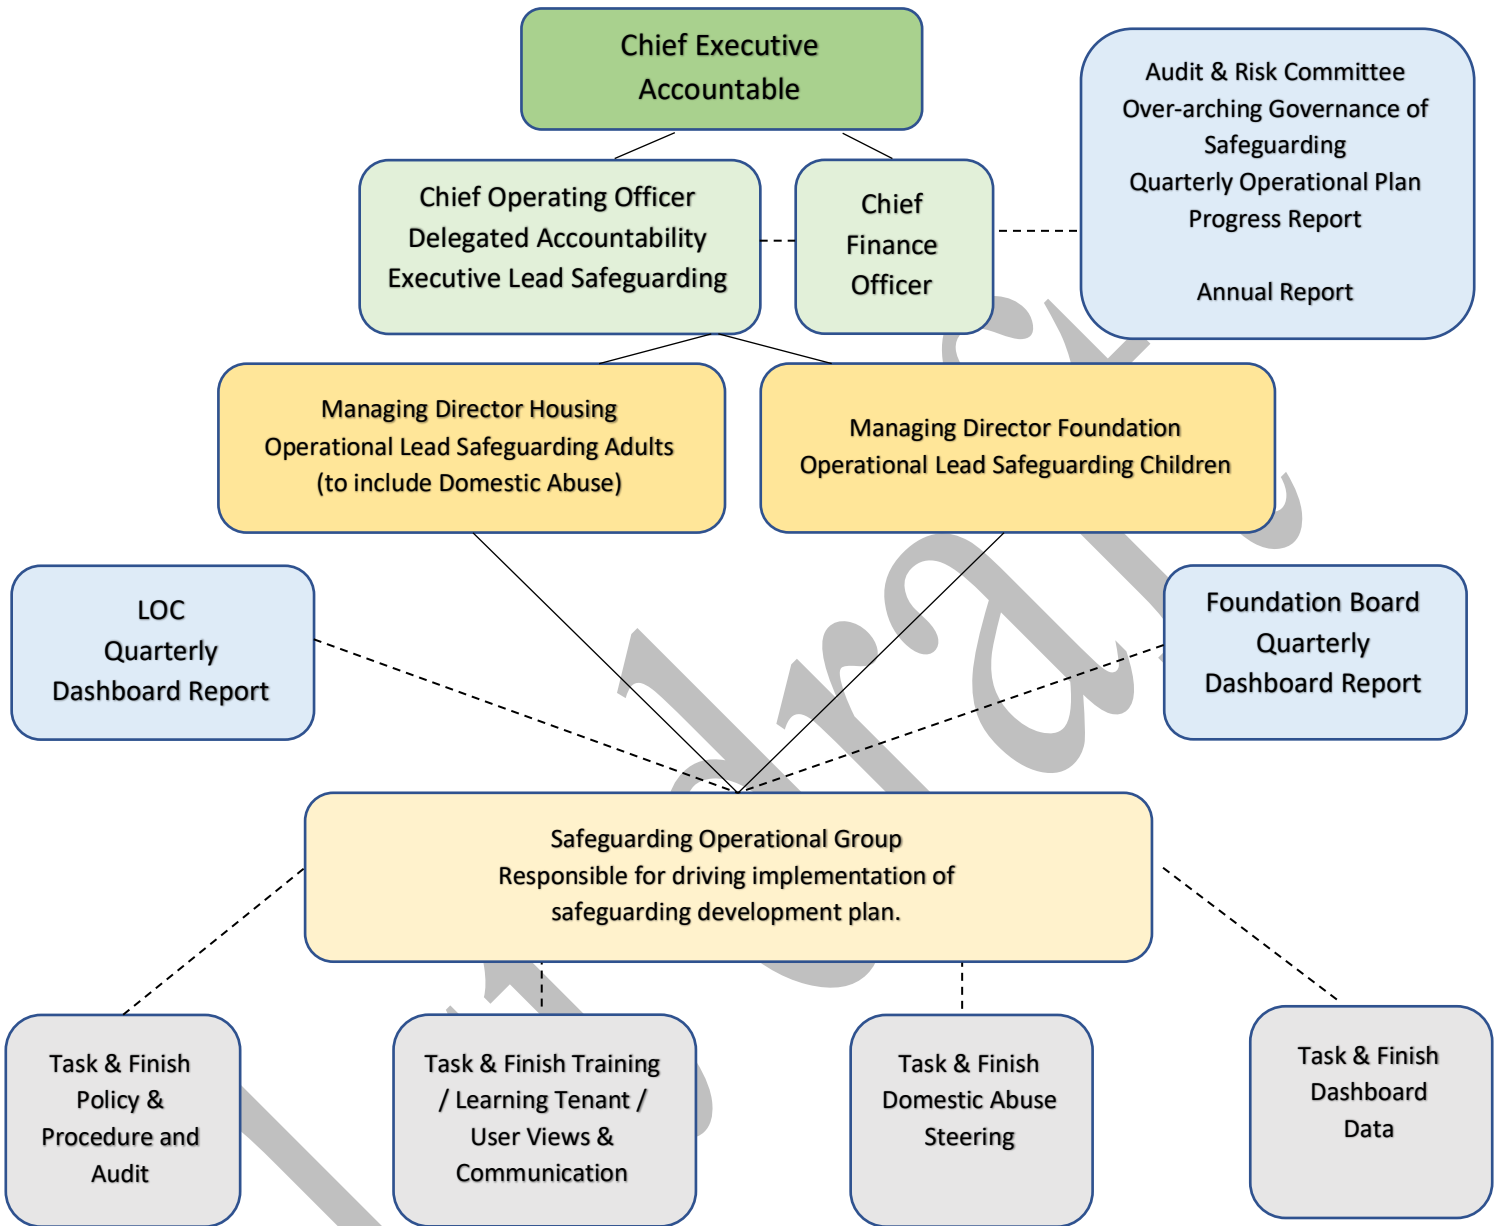 Chief Executive
Accountable
Audit & Risk Committee
Over-arching Governance of
Safeguarding
Quarterly Operational Plan
Progress Report
Annual Report
Chief Operating Officer
Delegated Accountability
Executive Lead Safeguarding
Chief
Finance
Officer
Managing Director Housing
Operational Lead Safeguarding Adults
(to include Domestic Abuse)
Managing Director Foundation
Operational Lead Safeguarding Children
LOC
Quarterly
Dashboard Report
Foundation Board
Quarterly
Dashboard Report
Safeguarding Operational Group
Responsible for driving implementation of
safeguarding development plan.
Task & Finish
Policy &
Procedure and
Audit
Task & Finish Training
/ Learning Tenant /
User Views &
Communication
Task & Finish
Domestic Abuse
Steering
Task & Finish
Dashboard
Data
draft